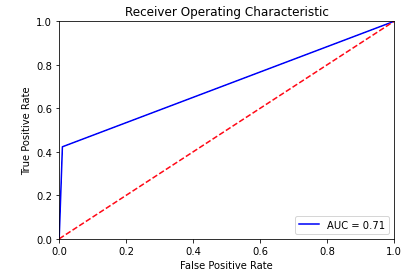 Receiver Operating Characteristic
1.0
0.8
0.6
0.4
0.2
0.0
True Positive Rate
AUC = 0.71
0.0 0.2 0.4 0.6 0.8 1.0
False Positive Rate